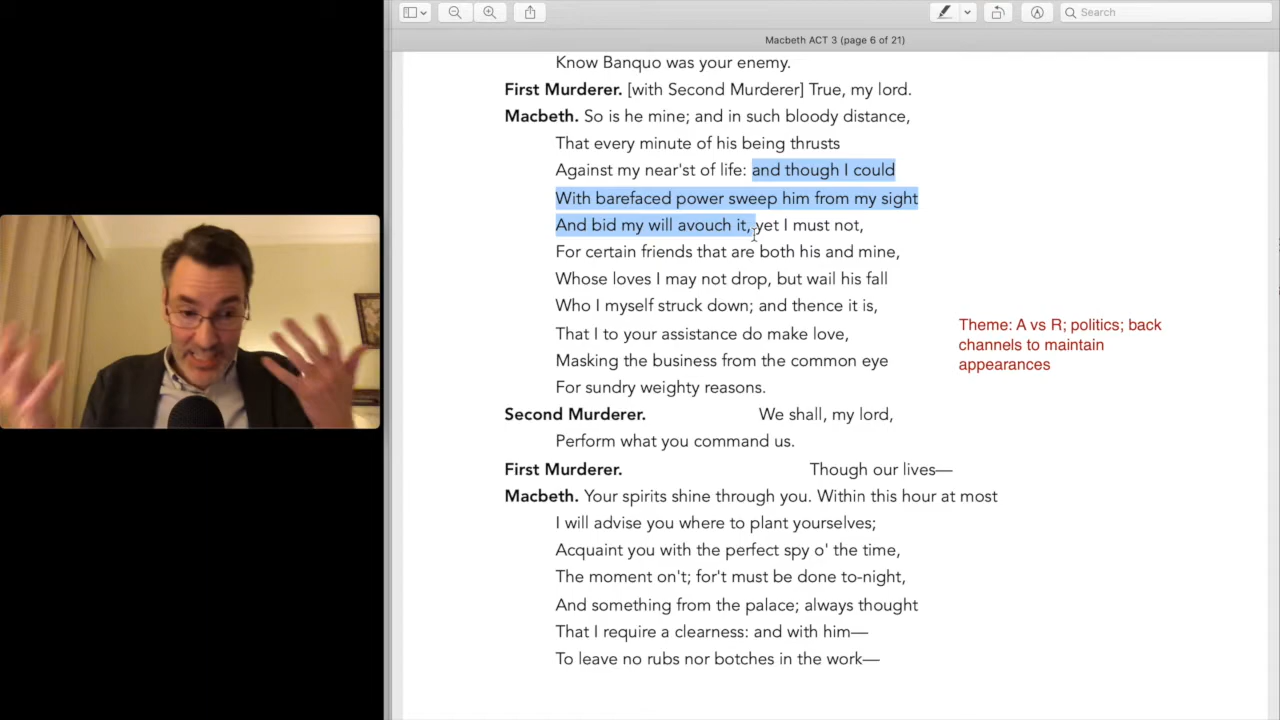 Search
Macbeth ACT 3 (page 6 of 21)
Know Banquo was your enemy.
First Murderer. [with Second Murderer] True, my lord.
Macbeth. So is he mine; and in such bloody distance,
That every minute of his being thrusts
Against my near'st of life: and though I could
With barefaced power sweep him from my sight
And bid my will avouch it, yet I must not,
For certain friends that are both his and mine,
Whose loves I may not drop, but wail his fall
Who I myself struck down; and thence it is,
That I to your assistance do make love,
Masking the business from the common eye
For sundry weighty reasons.
Theme: A vs R; politics; back
channels to maintain
appearances
Second Murderer. We shall, my lord,
Perform what you command us.
First Murderer. Though our lives—
Macbeth. Your spirits shine through you. Within this hour at most
I will advise you where to plant yourselves;
Acquaint you with the perfect spy o' the time,
The moment on't; for't must be done to-night,
And something from the palace; always thought
That I require a clearness: and with him—
To leave no rubs nor botches in the work—